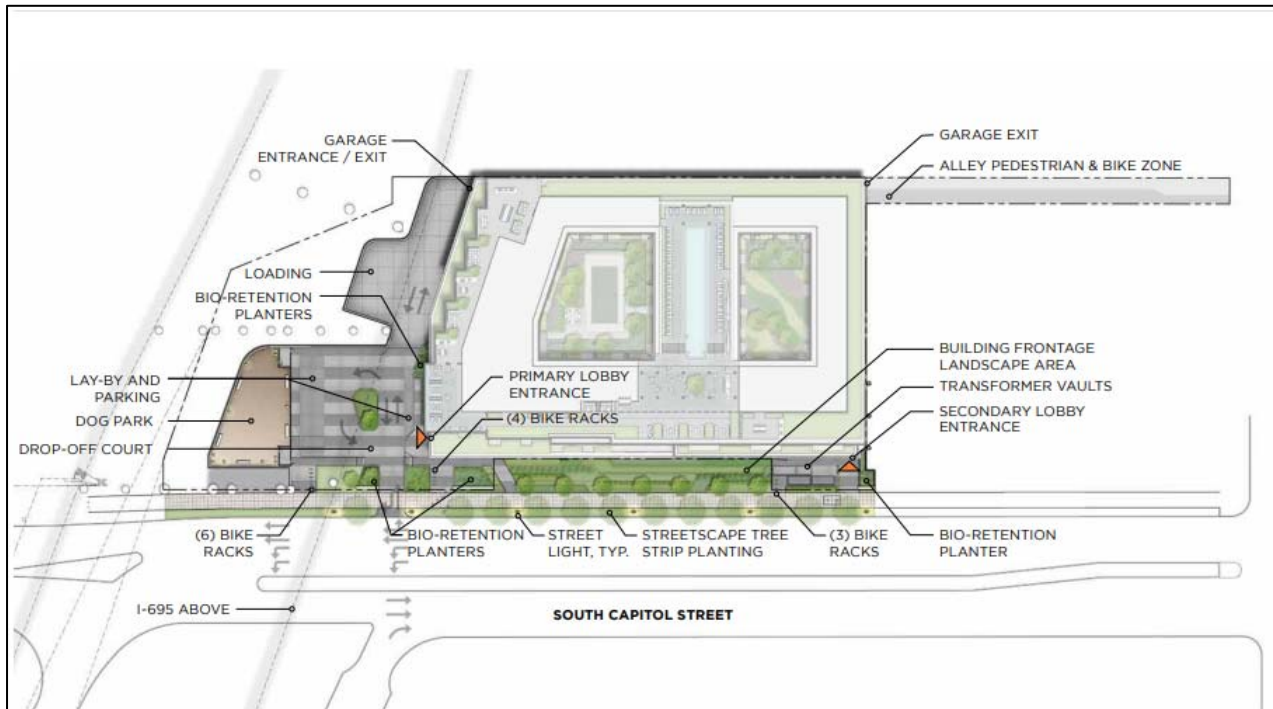 GARAGE
ENTRANCE / EXIT
GARAGE EXIT
ALLEY PEDESTRIAN & BIKE ZONE
LOADING
BIO-RETENTION
PLANTERS
LAY-BY AND
PARKING
DOG PARK
DROP-OFF COURT
PRIMARY LOBBY
ENTRANCE
(4) BIKE RACKS
BUILDING FRONTAGE
LANDSCAPE AREA
TRANSFORMER VAULTS
SECONDARY LOBBY
ENTRANCE
(6) BIKE
RACKS
BIO-RETENTION
PLANTERS
STREET
LIGHT, TYP.
STREETSCAPE TREE
STRIP PLANTING
(3) BIKE
RACKS
BIO-RETENTION
PLANTER
I-695 ABOVE
SOUTH CAPITOL STREET